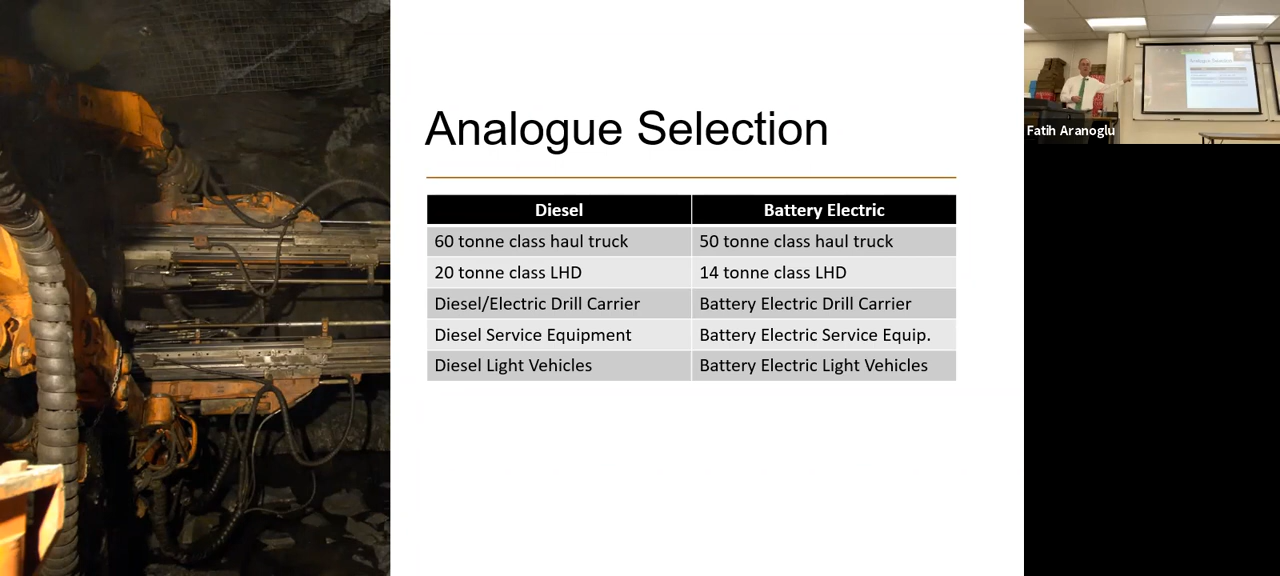 Analogue Selection
Diesel Battery Electric
60 tonne class haul truck 50 tonne class haul truck
20 tonne class LHD 14 tonne class LHD
Diesel/Electric Drill Carrier Battery Electric Drill Carrier
Diesel Service Equipment Battery Electric Service Equip.
Diesel Light Vehicles Battery Electric Light Vehicles
Fatih Aranoglu